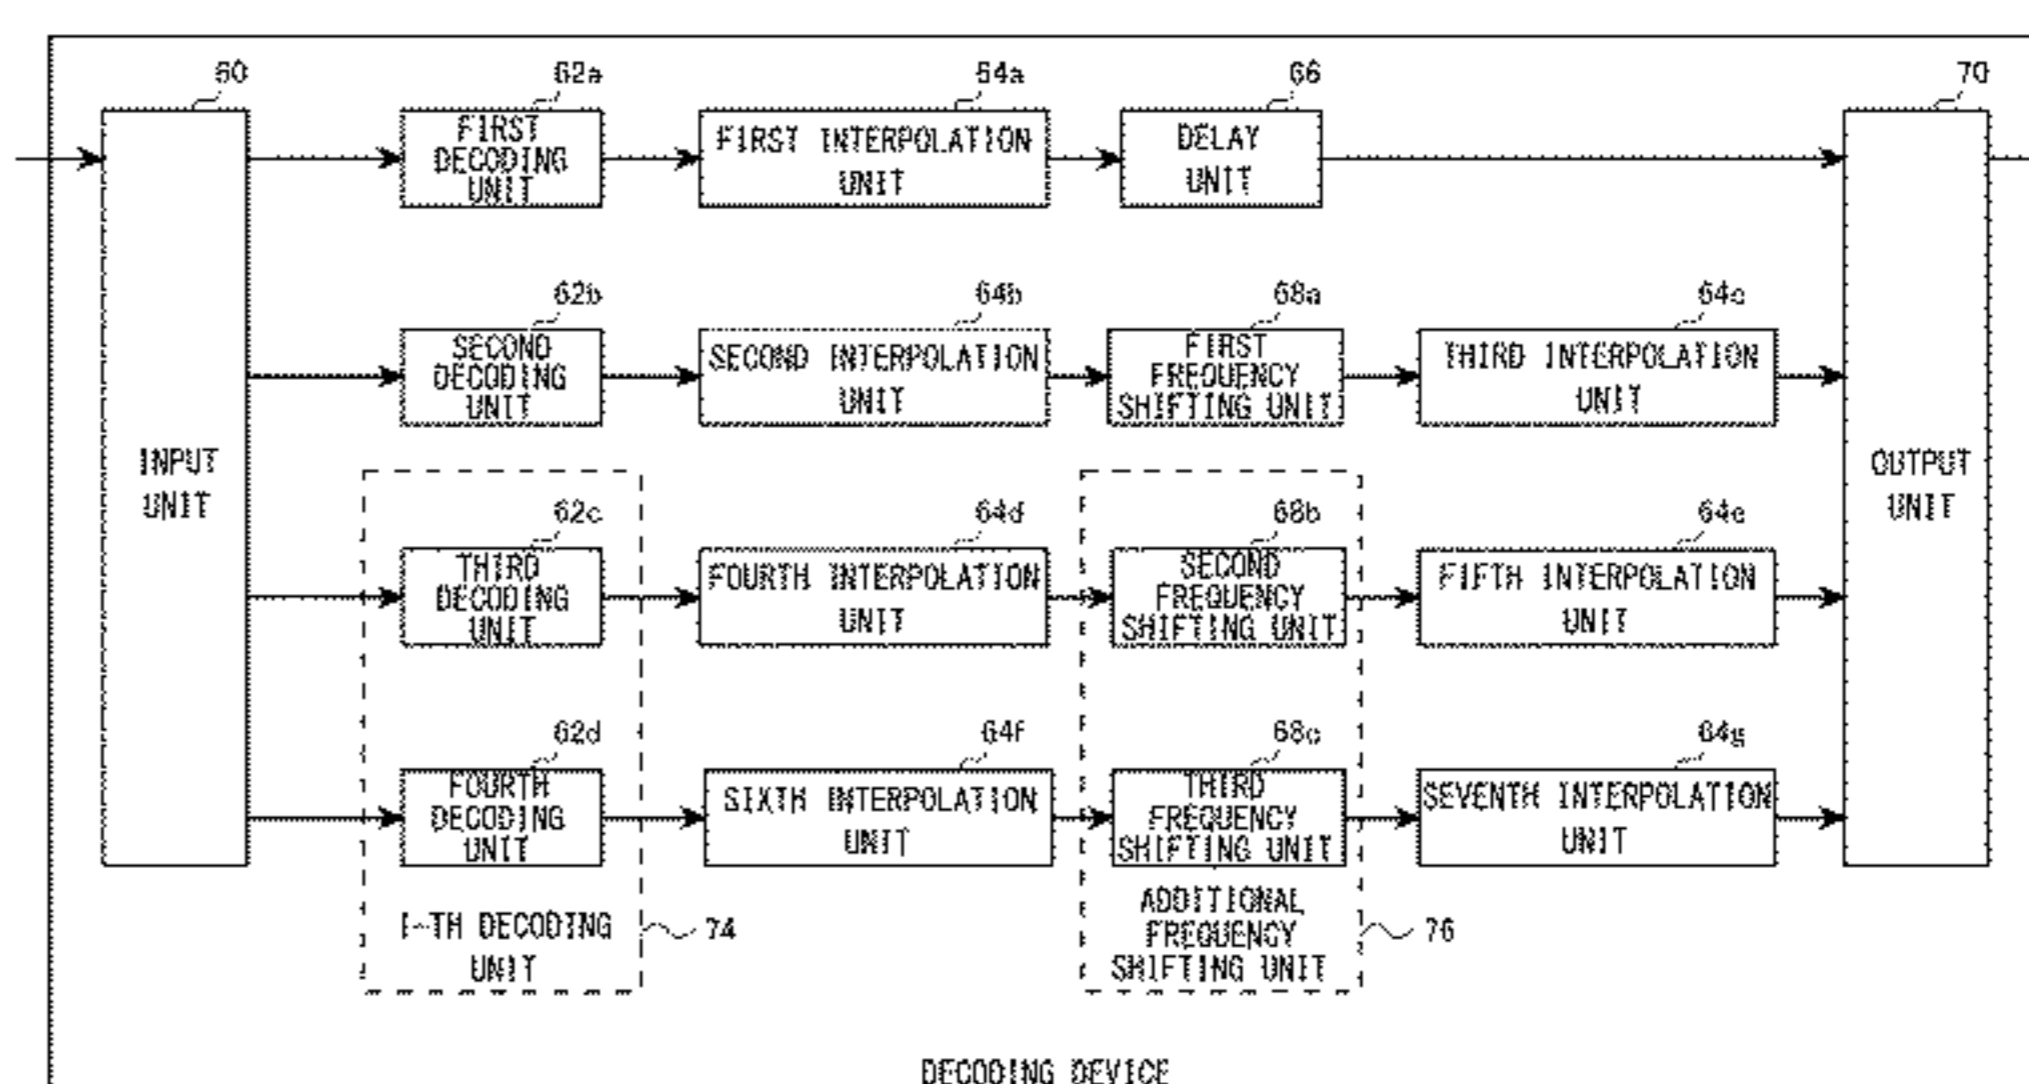 60
62a
64a
66
70
FIRST
DECODING
UNIT
FIRST INTERPOLATION
UNIT
DELAY
UNIT
62b
64b
68a
64c
SECOND
DECODING
UNIT
SECOND INTERPOLATION
UNIT
FIRST
FREQUENCY
SHIFTING UNIT
THIRD INTERPOLATION
UNIT
INPUT
UNIT
OUTPUT
UNIT
62c
64d
68b
64e
THIRD
DECODING
UNIT
FOURTH INTERPOLATION
UNIT
SECOND
FREQUENCY
SHIFTING UNIT
FIFTH INTERPOLATION
UNIT
62d
64f
68c
64g
FOURTH
DECODING
UNIT
SIXTH INTERPOLATION
UNIT
THIRD
FREQUENCY
SHIFTING UNIT
SEVENTH INTERPOLATION
UNIT
I-TH DECODING
UNIT
74
ADDITIONAL
FREQUENCY
SHIFTING UNIT
76
DECODING DEVICE